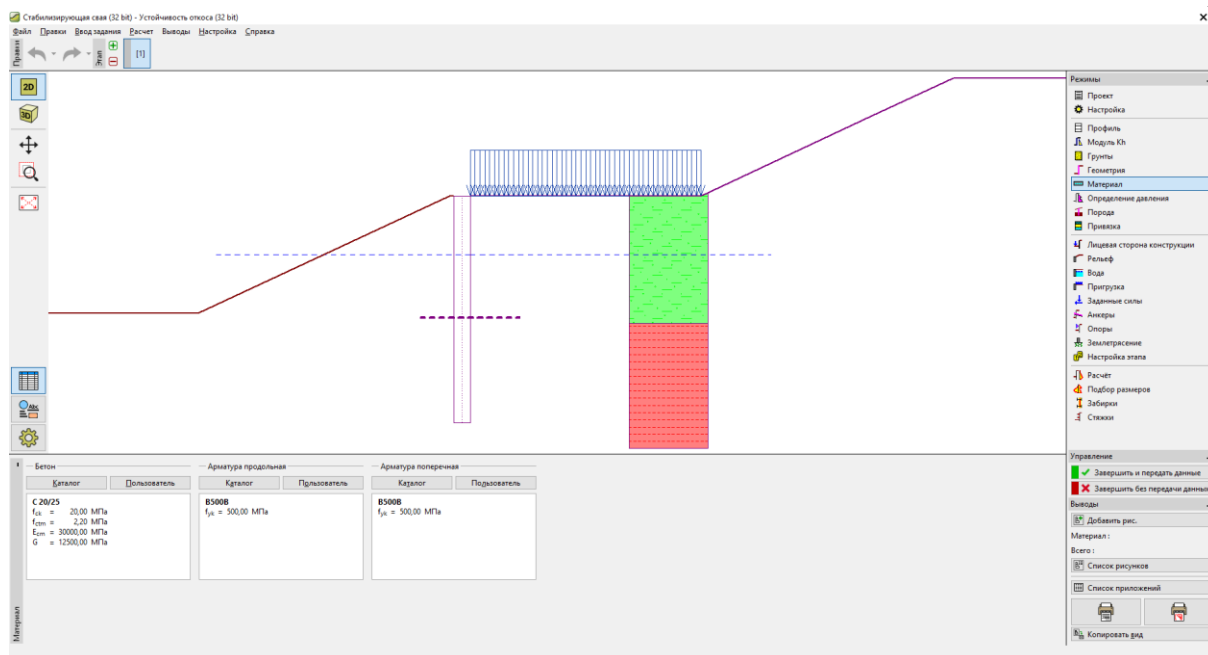 Стабилизирующая свая (32 bit) - Устойчивость откоса (32 bit)
Файл Правки Ввод задания Расчет Выводы Настройка Справка
Правки
Этап
[1]
2D
3D
Abc
Режимы
Проект
Настройка
Профиль
Модуль Kh
Грунты
Геометрия
Материал
Определение давления
Порода
Привязка
Лицевая сторона конструкции
Рельеф
Вода
Пригрузка
Заданные силы
Анкеры
Опоры
Землетрясение
Настройка этапа
Расчёт
Подбор размеров
Забирки
Стяжки
Управление
Завершить и передать данные
Завершить без передачи данных
Выводы
Добавить рис.
Материал :
Всего :
Список рисунков
Список приложений
Копировать вид
Материал
Бетон
Каталог Пользователь
C 20/25
fck = 20,00 МПа
fctm = 2,20 МПа
Ecm = 30000,00 МПа
G = 12500,00 МПа
Арматура продольная
Каталог Пользователь
B500B
fyk = 500,00 МПа
Арматура поперечная
Каталог Пользователь
B500B
fyk = 500,00 МПа